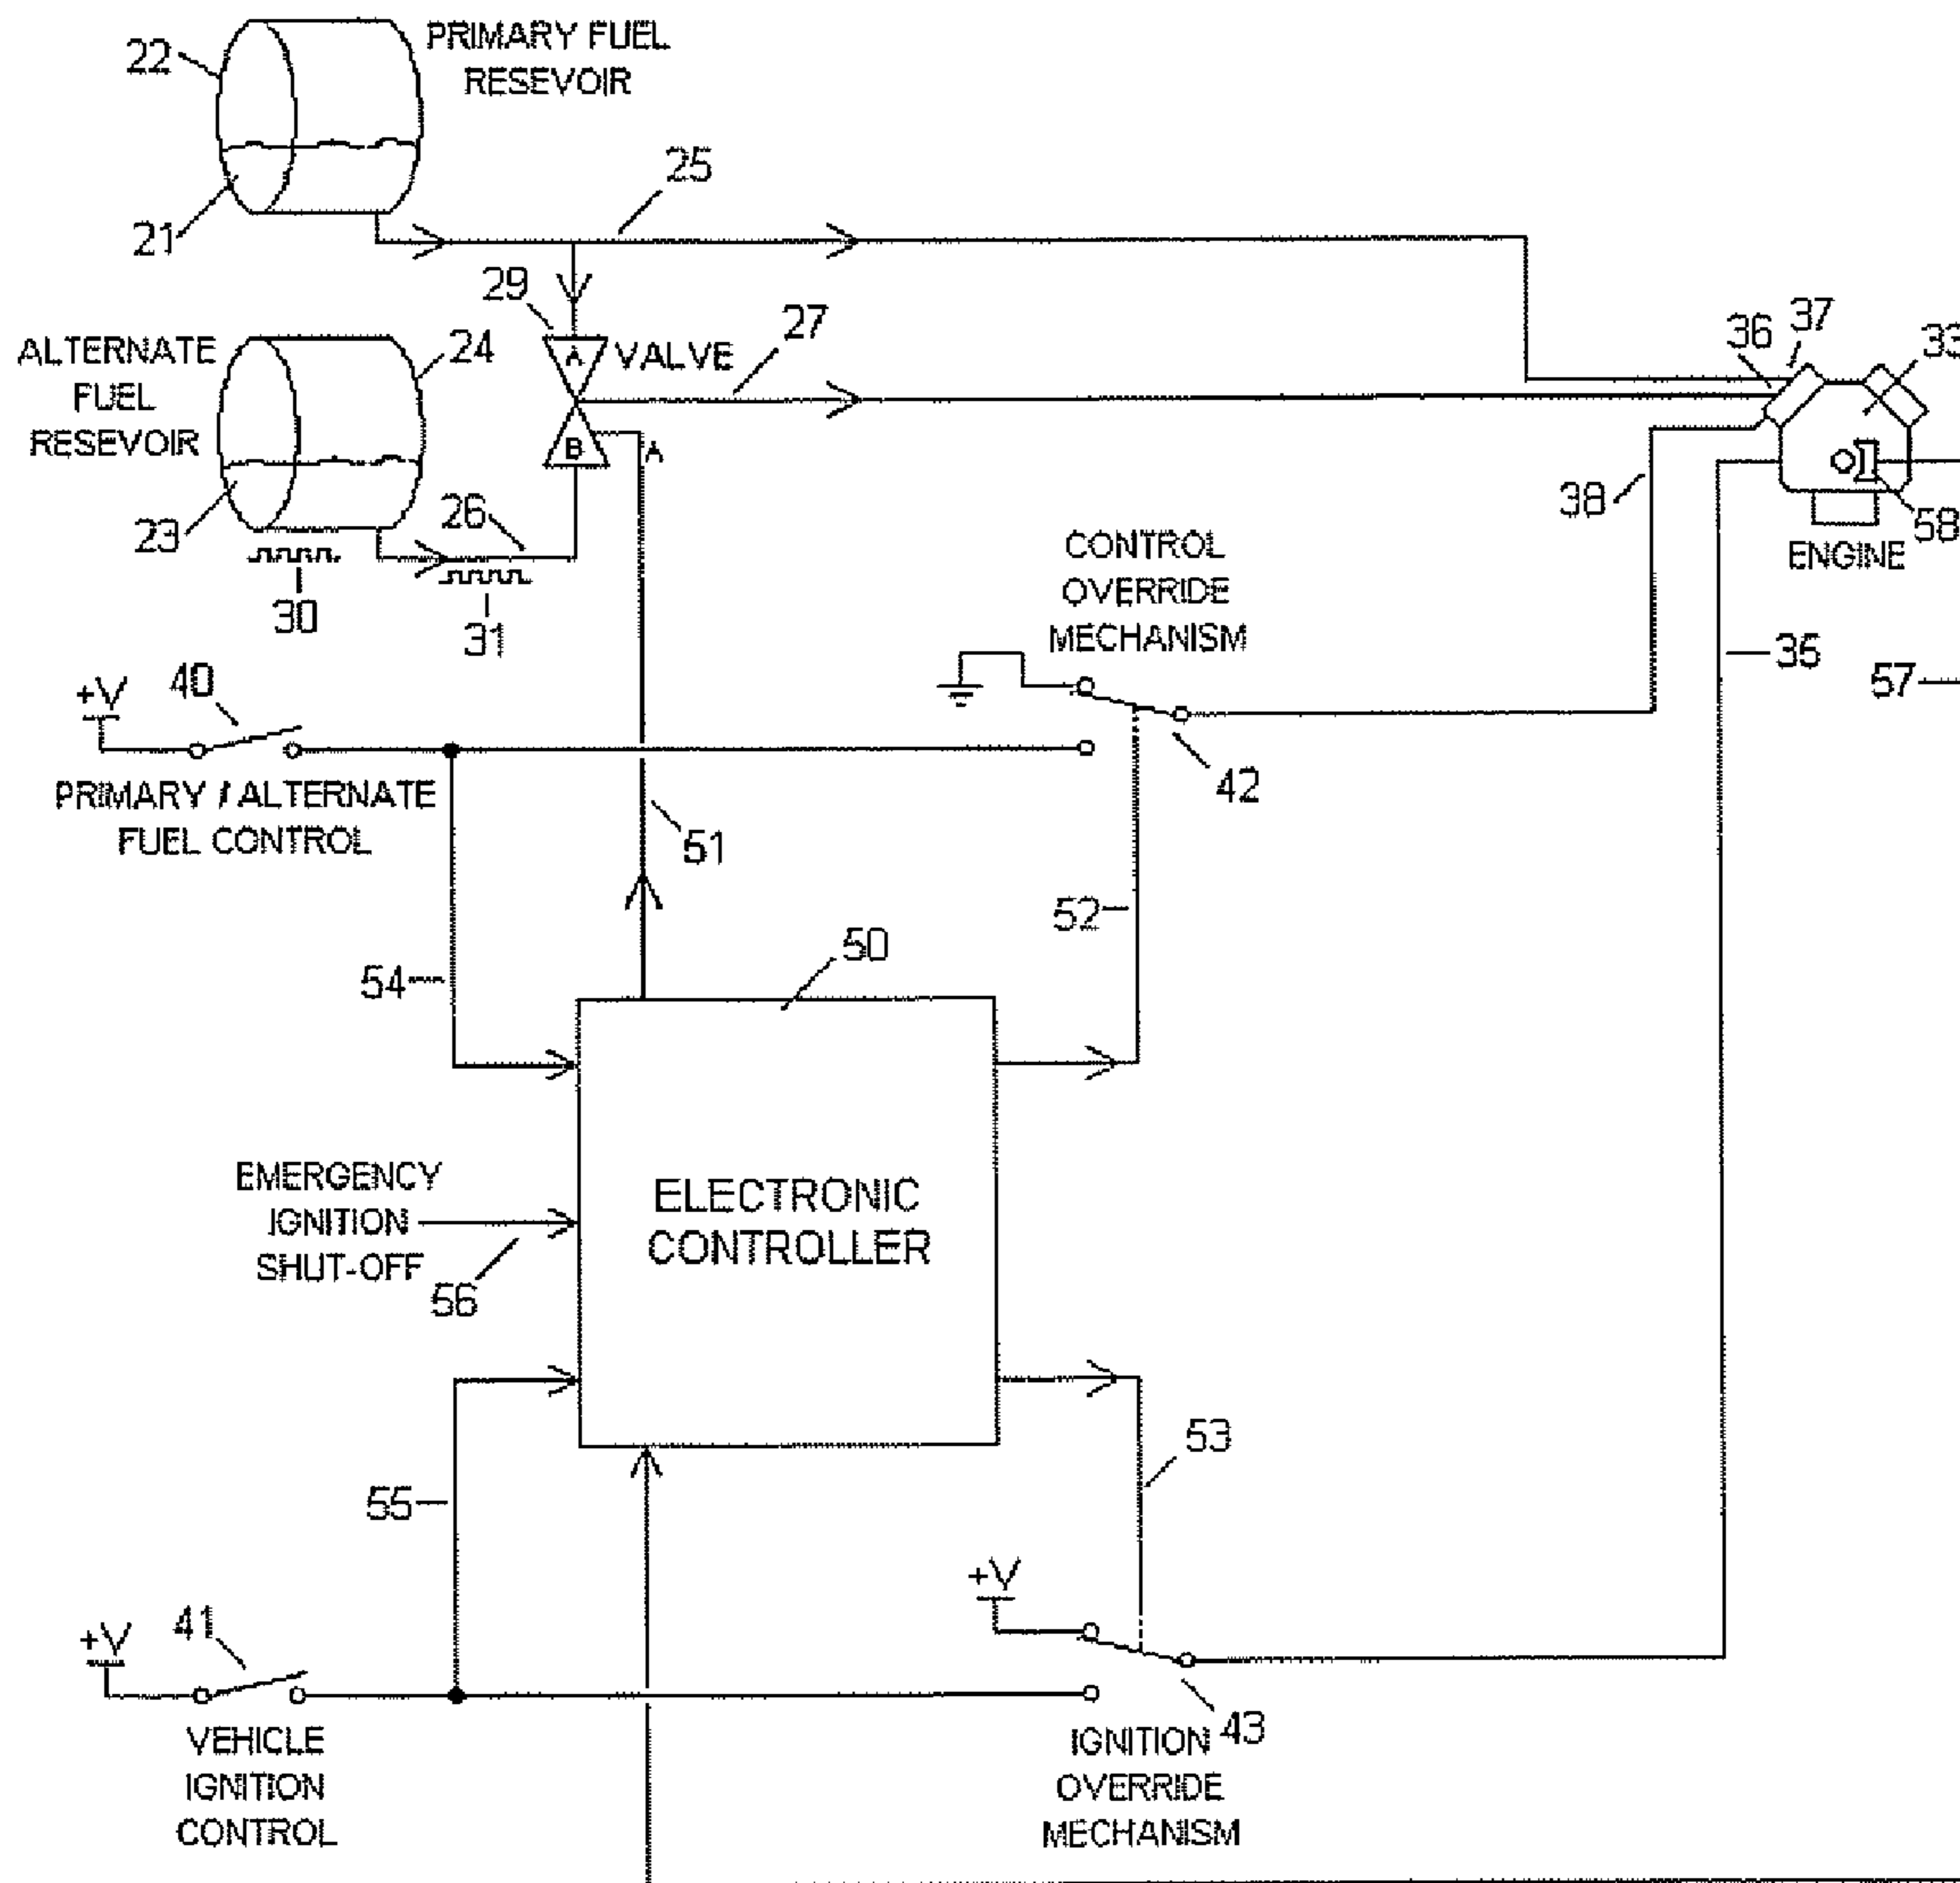 22
PRIMARY FUEL
RESEVOIR
21
25
29
ALTERNATE
FUEL
RESEVOIR
24
A
VALVE
27
B
A
23
26
30
31
36
37
33
38
58
ENGINE
35
57
CONTROL
OVERRIDE
MECHANISM
+V
40
42
PRIMARY / ALTERNATE
FUEL CONTROL
51
52
54
50
EMERGENCY
IGNITION
SHUT-OFF
56
ELECTRONIC
CONTROLLER
53
55
+V
41
+V
43
VEHICLE
IGNITION
CONTROL
IGNITION
OVERRIDE
MECHANISM